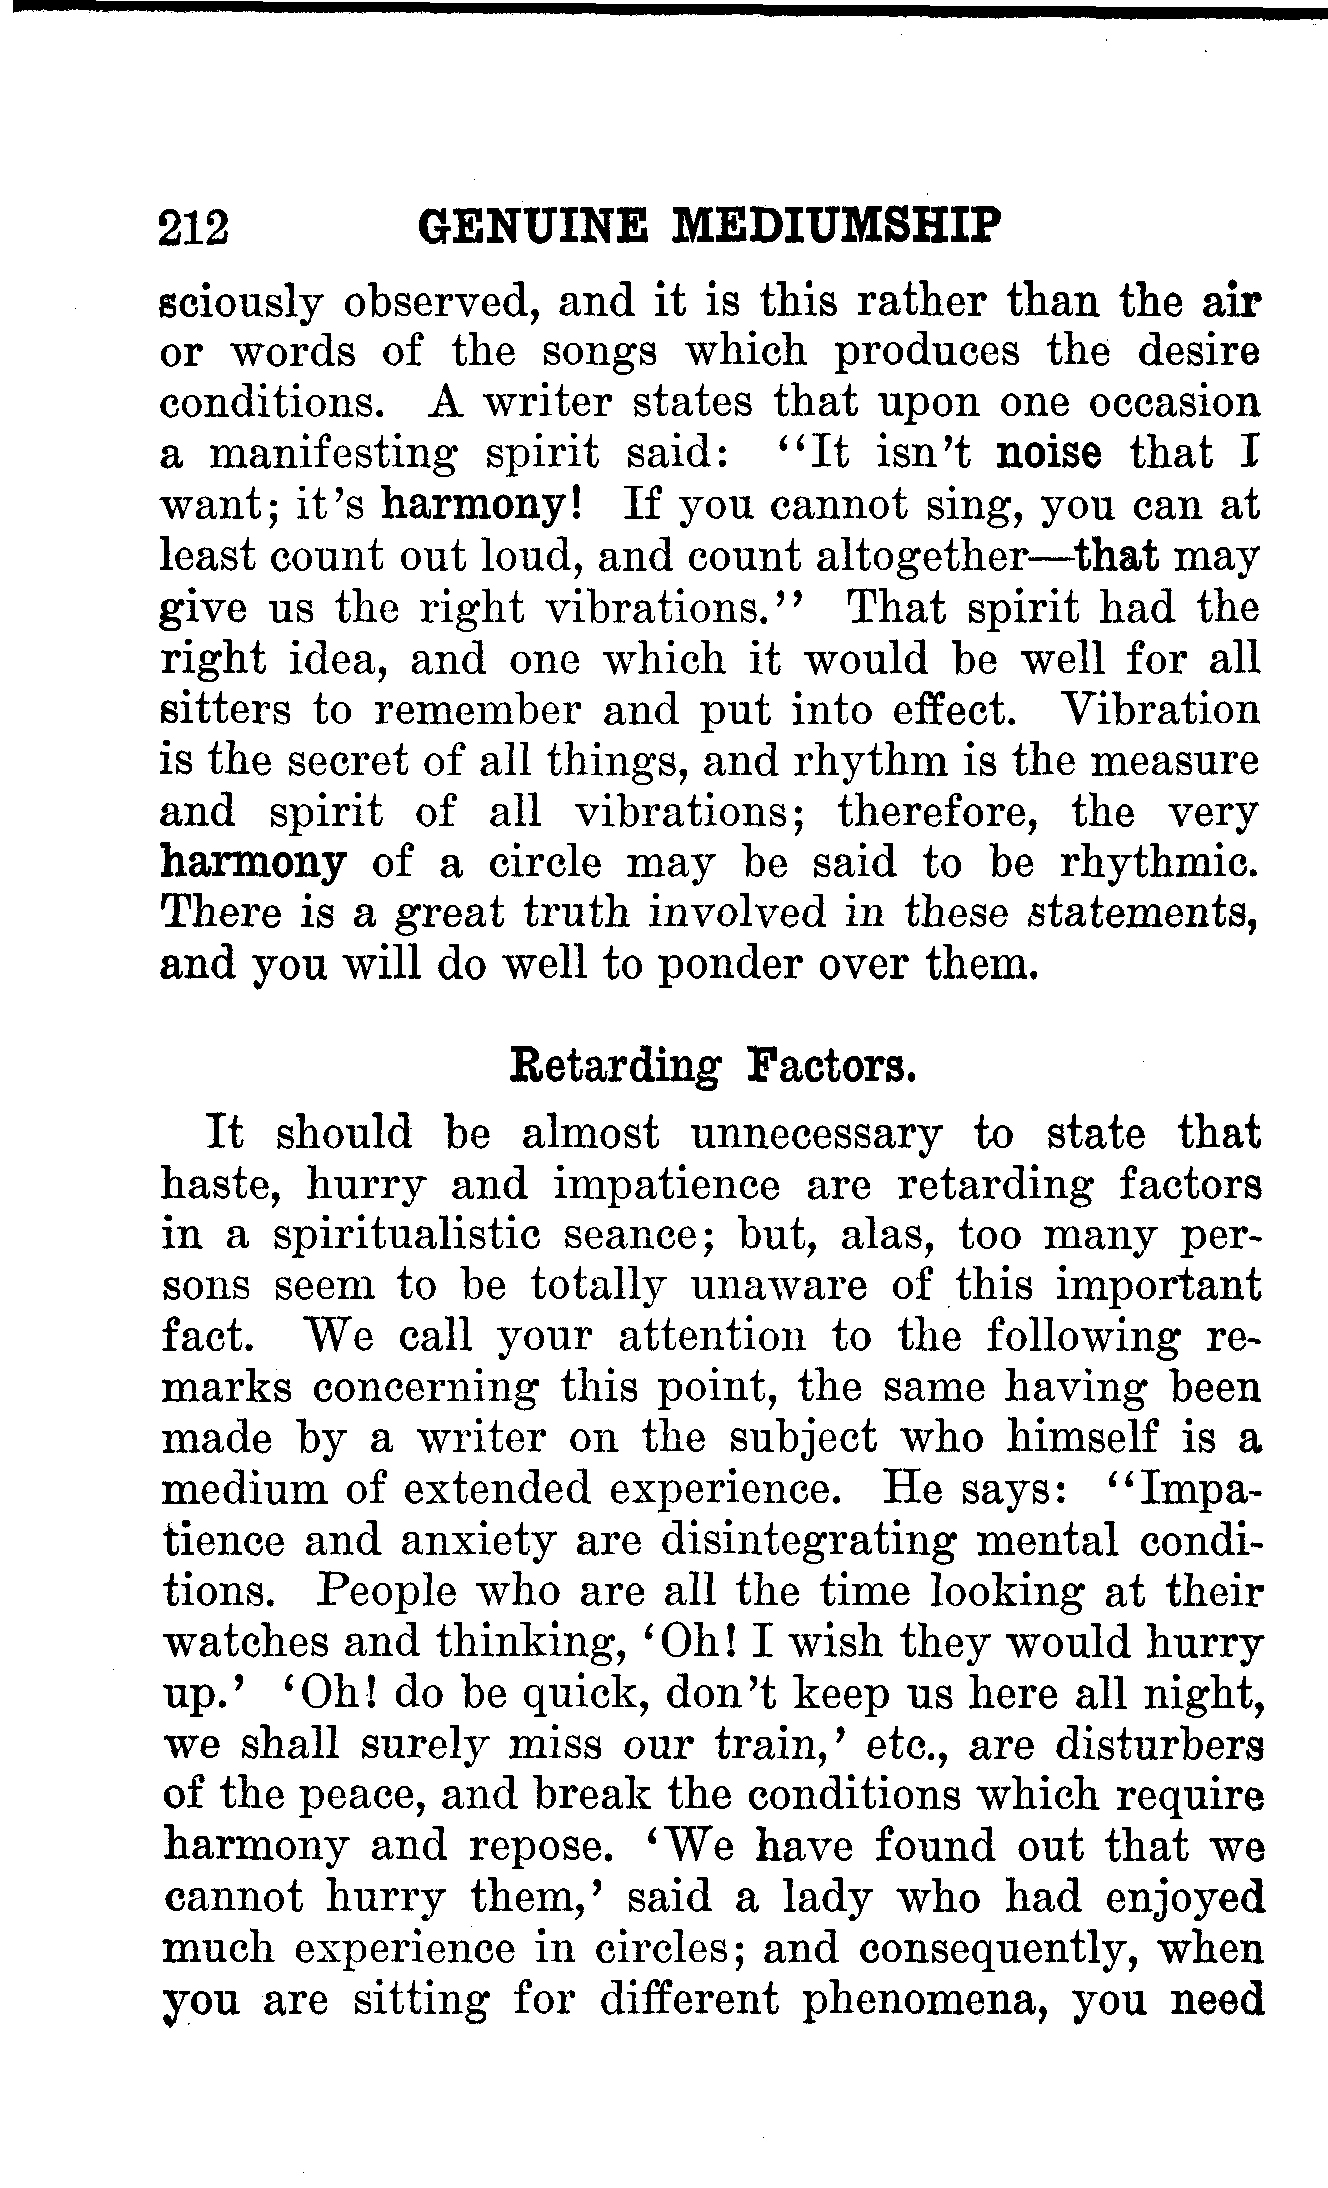 212 GENUINE MEDIUMSHIP
sciously observed, and it is this rather than the air
or words of the songs which produces the desire
conditions. A writer states that upon one occasion
a manifesting spirit said: "It isn't noise that I
want; it's harmony! If you cannot sing, you can at
least count out loud, and count altogether—that may
give us the right vibrations." That spirit had the
right idea, and one which it would be well for all
sitters to remember and put into effect. Vibration
is the secret of all things, and rhythm is the measure
and spirit of all vibrations; therefore, the very
harmony of a circle may be said to be rhythmic.
There is a great truth involved in these statements,
and you will do well to ponder over them.
Retarding Factors.
It should be almost unnecessary to state that
haste, hurry and impatience are retarding factors
in a spiritualistic seance; but, alas, too many per-
sons seem to be totally unaware of this important
fact. We call your attention to the following re-
marks concerning this point, the same having been
made by a writer on the subject who himself is a
medium of extended experience. He says: "Impa-
tience and anxiety are disintegrating mental condi-
tions. People who are all the time looking at their
watches and thinking, 'Oh! I wish they would hurry
up.' 'Oh! do be quick, don't keep us here all night,
we shall surely miss our train,' etc., are disturbers
of the peace, and break the conditions which require
harmony and repose. 'We have found out that we
cannot hurry them,' said a lady who had enjoyed
much experience in circles; and consequently, when
you are sitting for different phenomena, you need